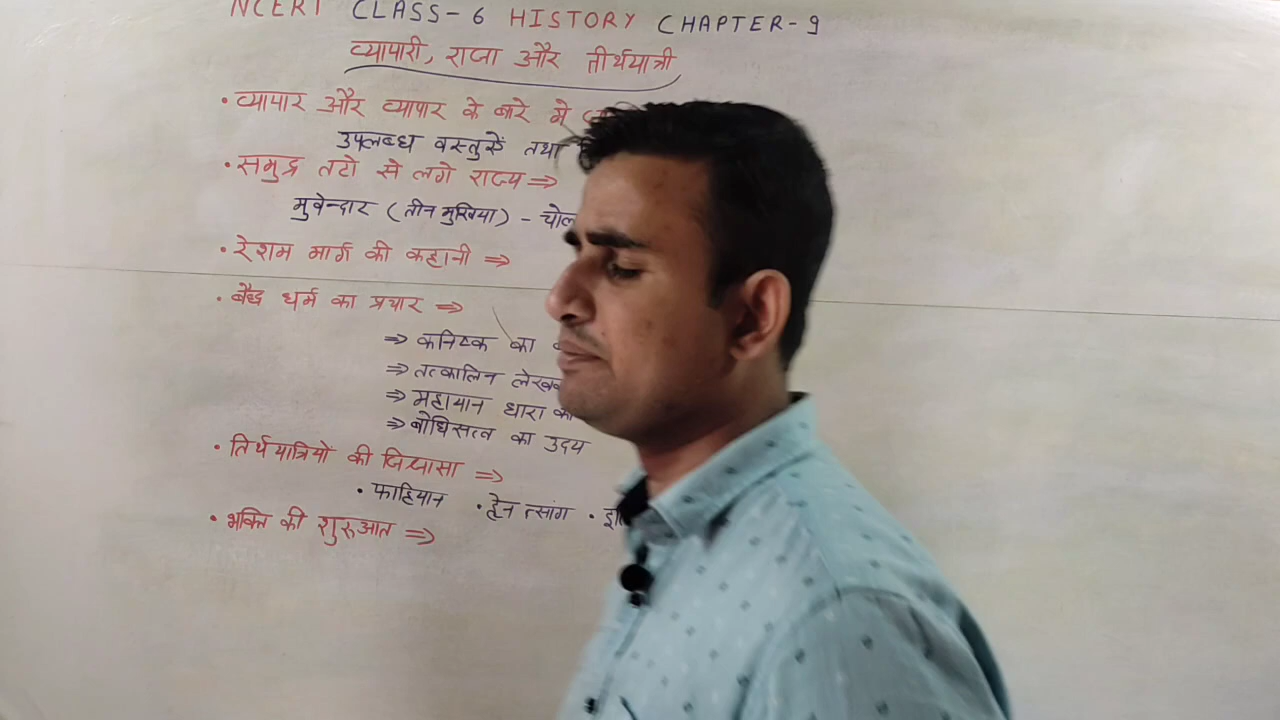 NCERT CLASS-6 HISTORY CHAPTER-9
व्यापारी, राजा और तीर्थयात्री
• व्यापार और व्यापार के बारे मे
उपलब्ध वस्तुएँ तथा
• समुद्र तटो से लगे राज्य ⇒
मुवेन्दार (तीन मुखिया) - चोल
• रेशम मार्ग की कहानी ⇒
• बौद्ध धर्म का प्रचार ⇒
⇒ कनिष्क का
⇒ तत्कालिन लेखक
⇒ महायान धारा का
⇒ बोधिसत्व का उदय
• तिर्थयात्रियो की जिज्ञासा ⇒
• फाहियान • हेन त्सांग •
• भक्ति की शुरुआत ⇒